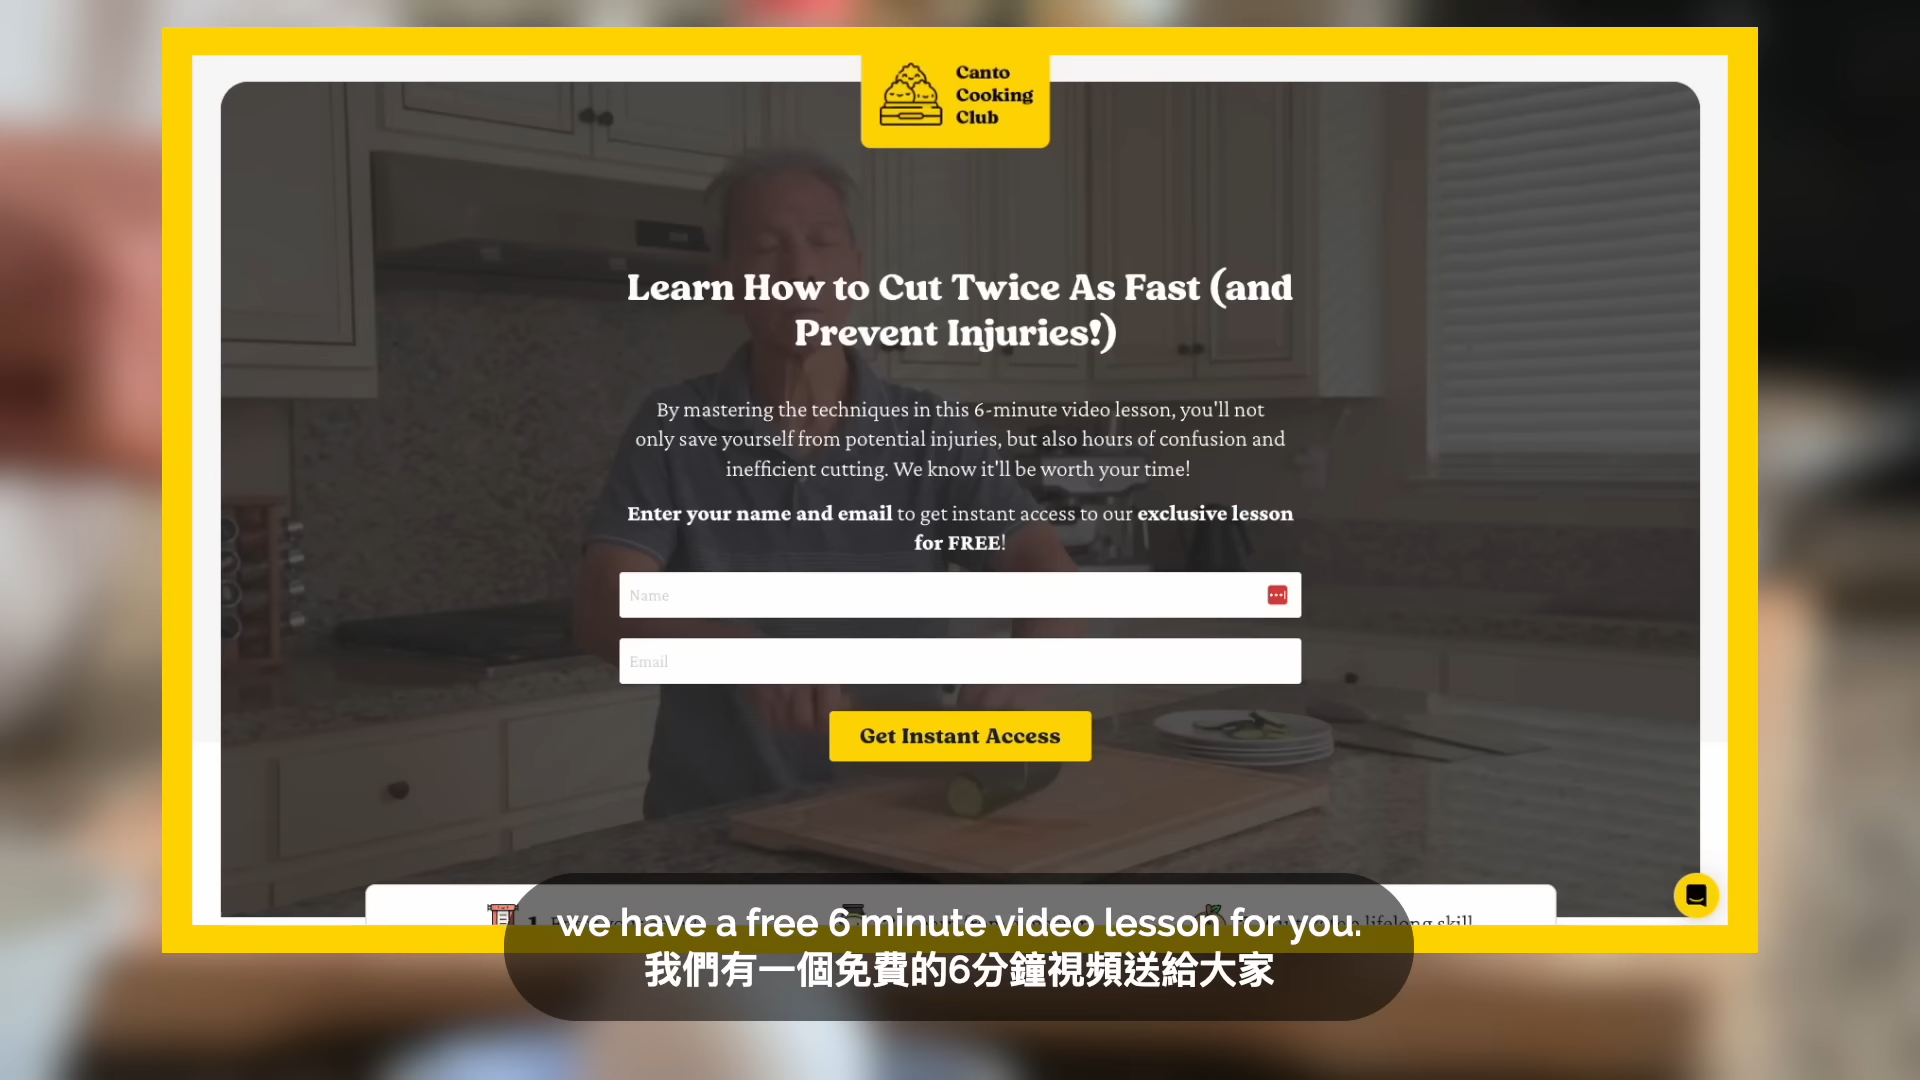 Canto
Cooking
Club
Learn How to Cut Twice As Fast (and
Prevent Injuries!)
By mastering the techniques in this 6-minute video lesson, you'll not
only save yourself from potential injuries, but also hours of confusion and
inefficient cutting. We know it'll be worth your time!
Enter your name and email to get instant access to our exclusive lesson
for FREE!
Name
Email
Get Instant Access
lifelong skill
we have a free 6 minute video lesson for you.
我們有一個免費的6分鐘視頻送給大家